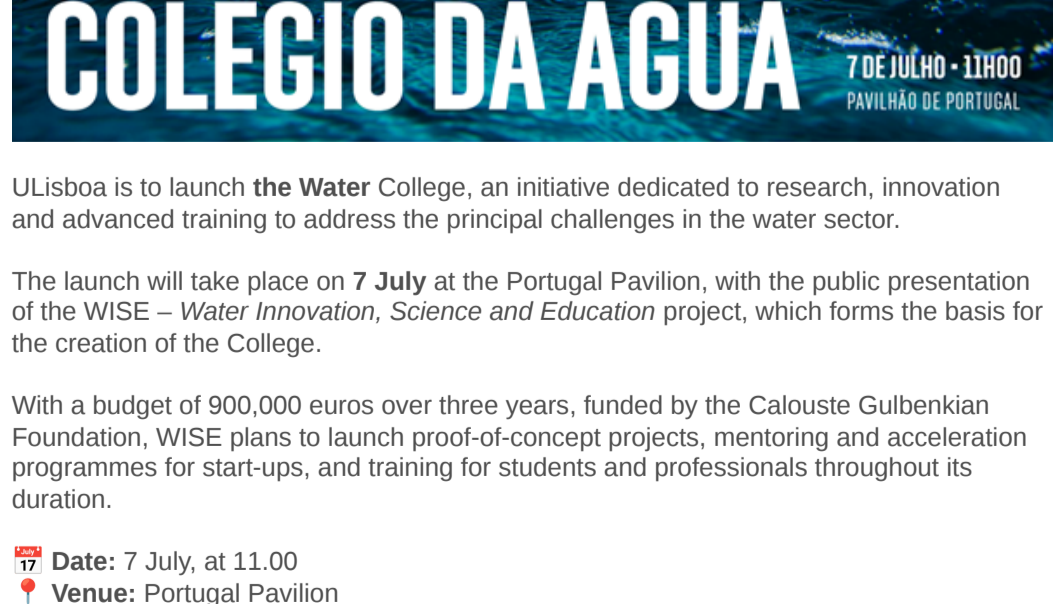 COLÉGIO DA ÁGUA
7 DE JULHO • 11H00
PAVILHÃO DE PORTUGAL
ULisboa is to launch the Water College, an initiative dedicated to research, innovation
and advanced training to address the principal challenges in the water sector.
The launch will take place on 7 July at the Portugal Pavilion, with the public presentation
of the WISE – Water Innovation, Science and Education project, which forms the basis for
the creation of the College.
With a budget of 900,000 euros over three years, funded by the Calouste Gulbenkian
Foundation, WISE plans to launch proof-of-concept projects, mentoring and acceleration
programmes for start-ups, and training for students and professionals throughout its
duration.
📅 Date: 7 July, at 11.00
📍 Venue: Portugal Pavilion